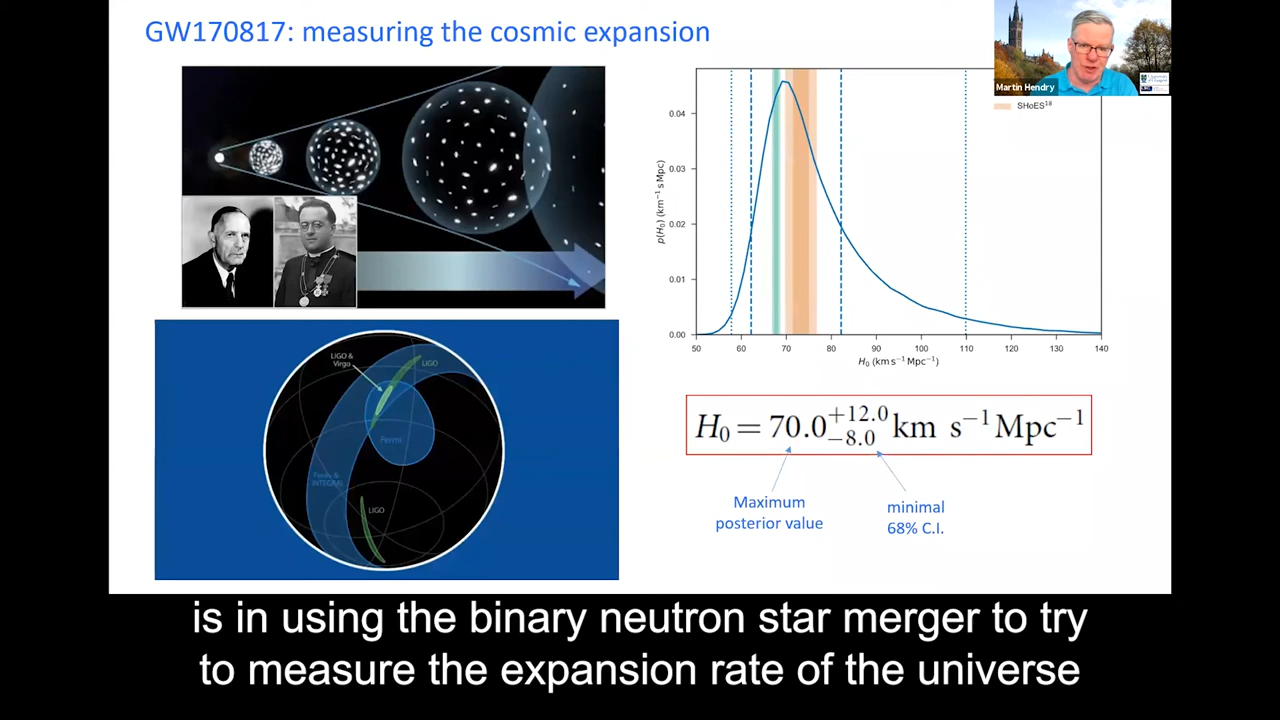 GW170817: measuring the cosmic expansion
Martin Hendry
SHoES¹⁸
p(H₀) (km⁻¹ s Mpc)
0.04
0.03
0.02
0.01
0.00
50 60 70 80 90 100 110 120 130 140
H₀ (km s⁻¹ Mpc⁻¹)
LIGO &
Virgo
LIGO
Fermi
Fermi &
INTEGRAL
LIGO
H₀ = 70.0 +12.0 −8.0 km s⁻¹ Mpc⁻¹
Maximum
posterior value
minimal
68% C.I.
is in using the binary neutron star merger to try
to measure the expansion rate of the universe